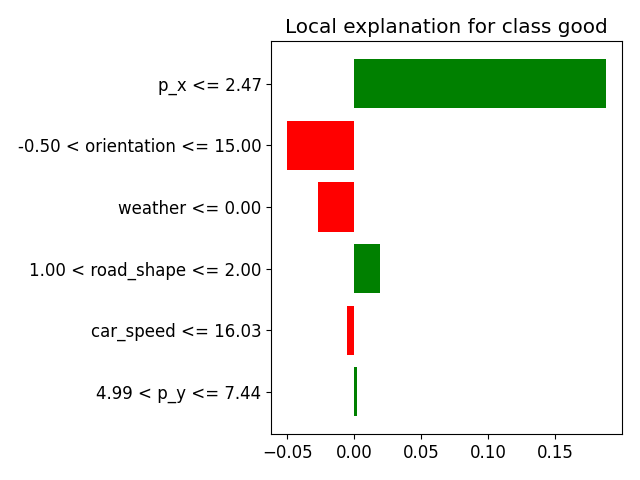 Local explanation for class good
p_x <= 2.47
-0.50 < orientation <= 15.00
weather <= 0.00
1.00 < road_shape <= 2.00
car_speed <= 16.03
4.99 < p_y <= 7.44
−0.05 0.00 0.05 0.10 0.15